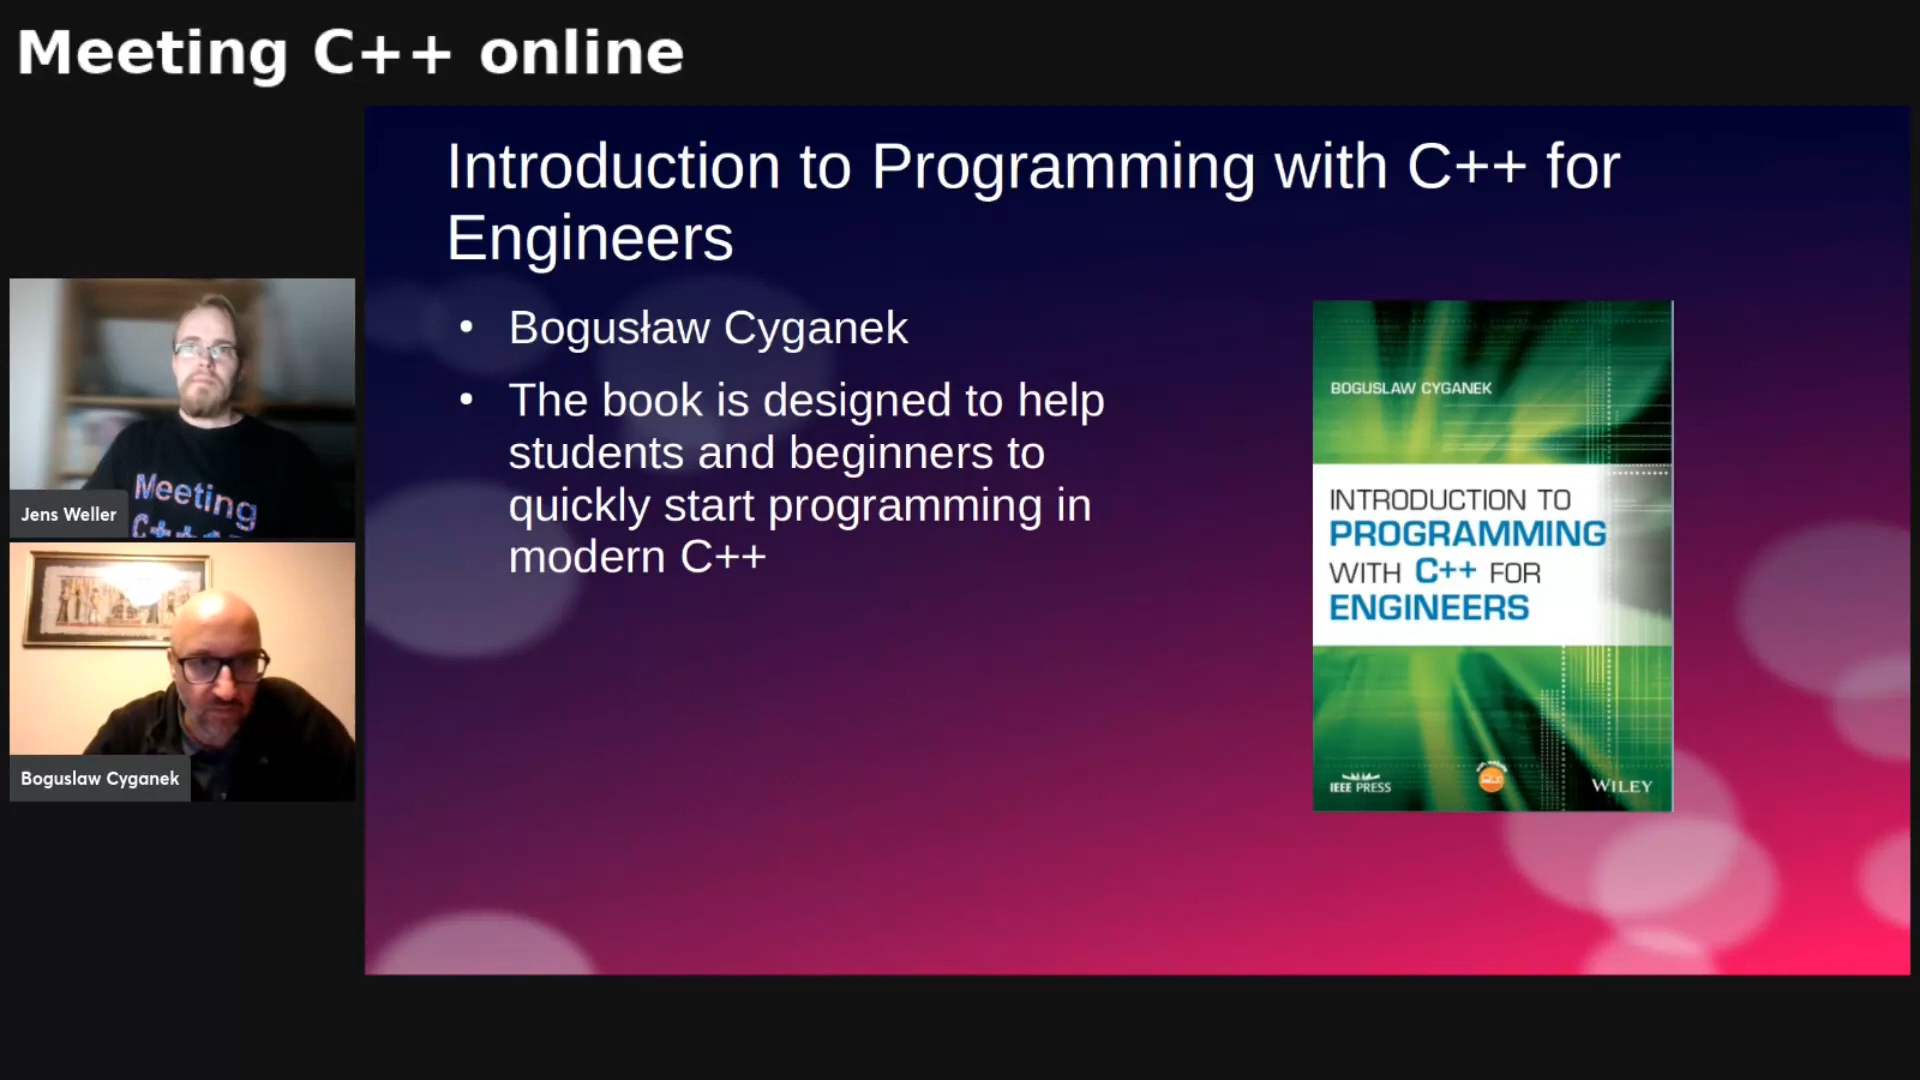 Meeting C++ online
Introduction to Programming with C++ for
Engineers
• Bogusław Cyganek
• The book is designed to help
students and beginners to
quickly start programming in
modern C++
BOGUSLAW CYGANEK
INTRODUCTION TO
PROGRAMMING
WITH C++ FOR
ENGINEERS
IEEE PRESS
WILEY
Meeting
C++
Jens Weller
Boguslaw Cyganek